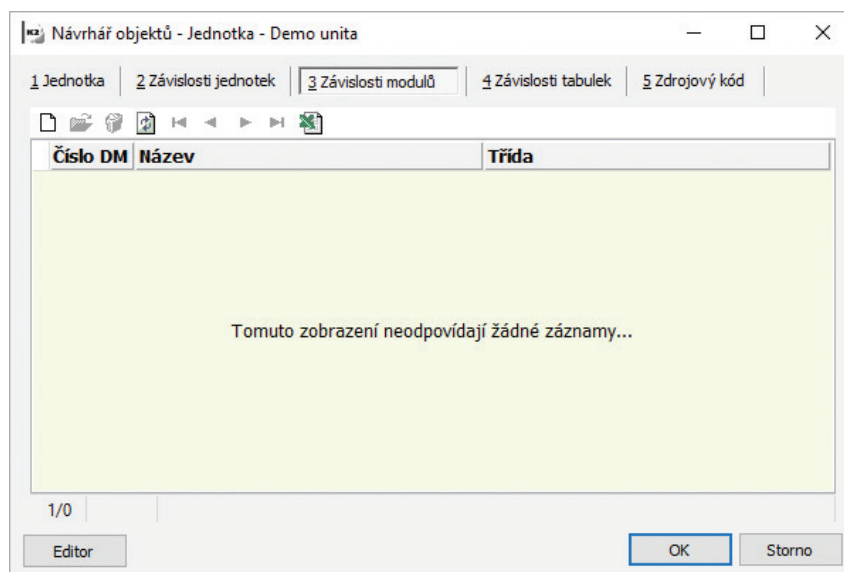 K2 Návrhář objektů - Jednotka - Demo unita
1 Jednotka 2 Závislosti jednotek 3 Závislosti modulů 4 Závislosti tabulek 5 Zdrojový kód
Číslo DM Název Třída
Tomuto zobrazení neodpovídají žádné záznamy...
1/0
Editor OK Storno